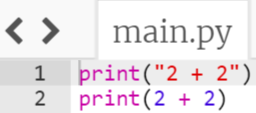 main.py
1 print("2 + 2")
2 print(2 + 2)